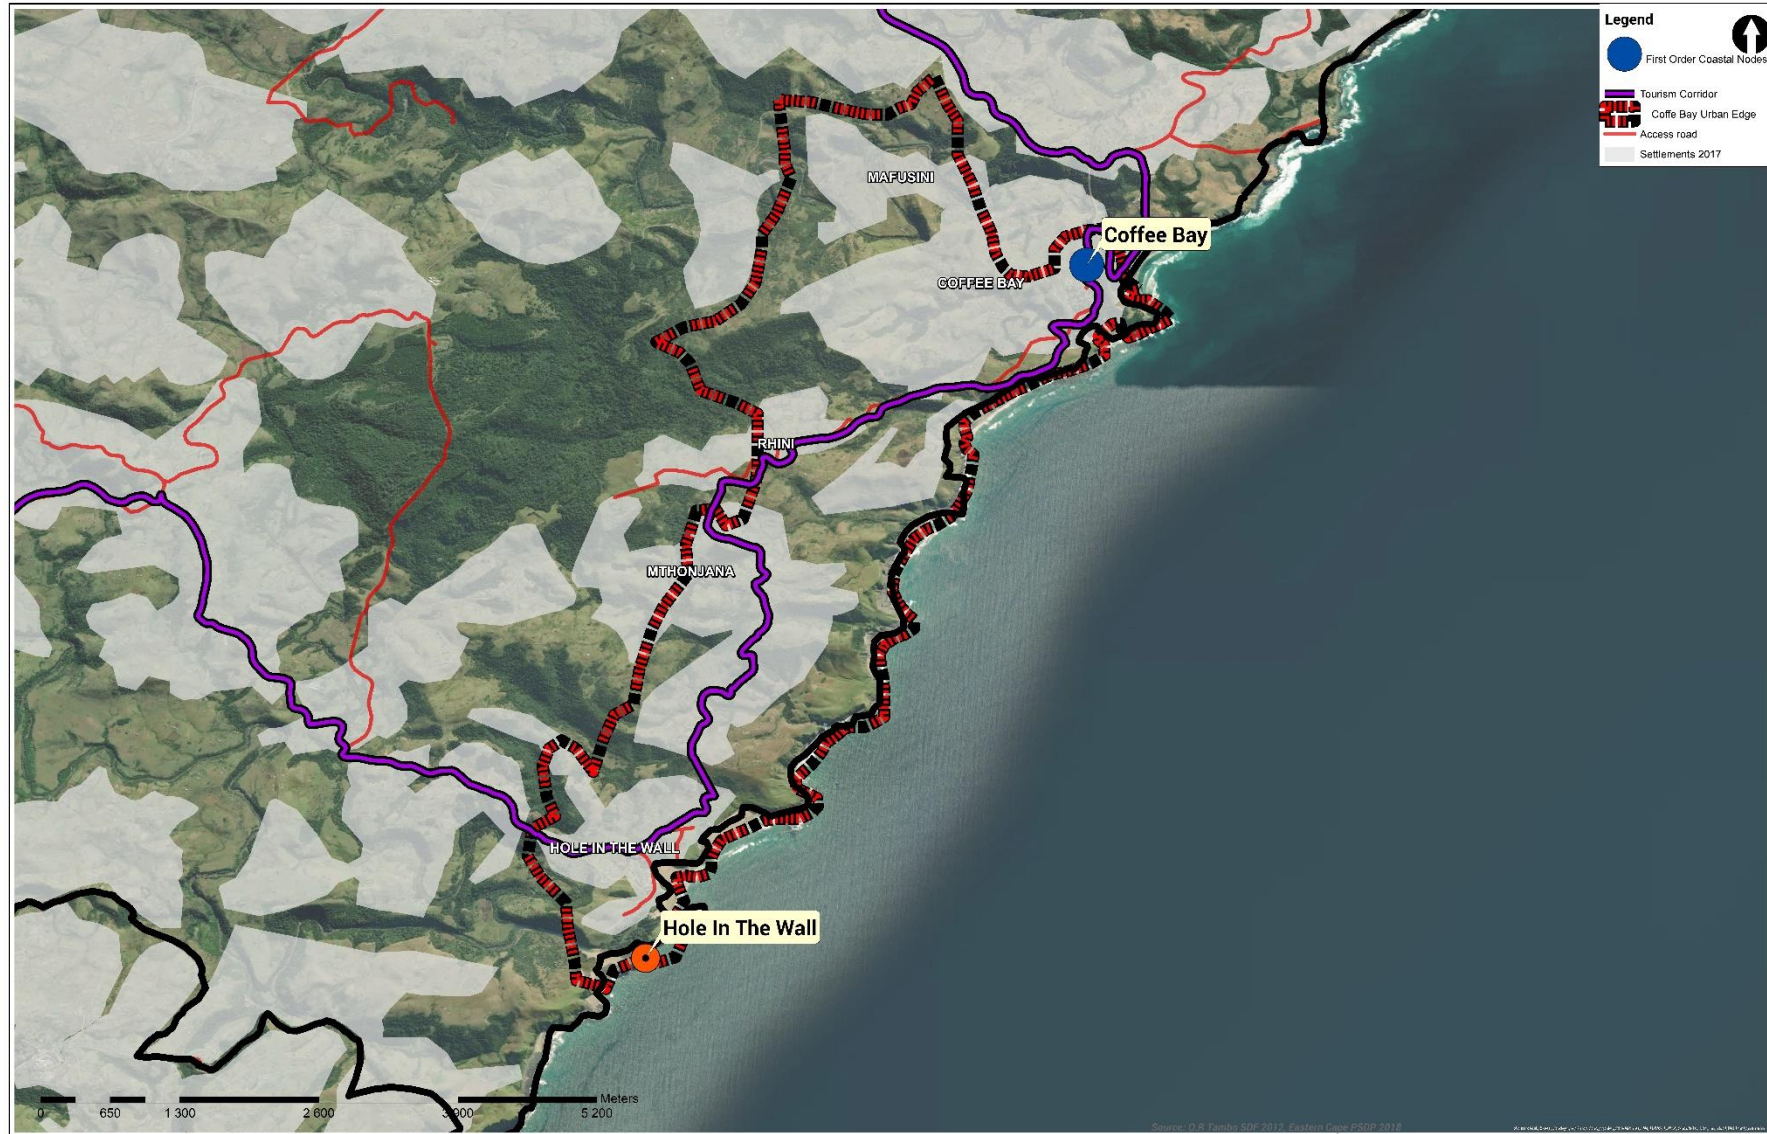 Legend
First Order Coastal Nodes
Tourism Corridor
Coffe Bay Urban Edge
Access road
Settlements 2017
MAFUSINI
Coffee Bay
COFFEE BAY
RHINI
MTHONJANA
HOLE IN THE WALL
Hole In The Wall
Meters
0 650 1 300 2 600 3 900 5 200
Source: O.R Tambo SDF 2012, Eastern Cape PSDP 2018